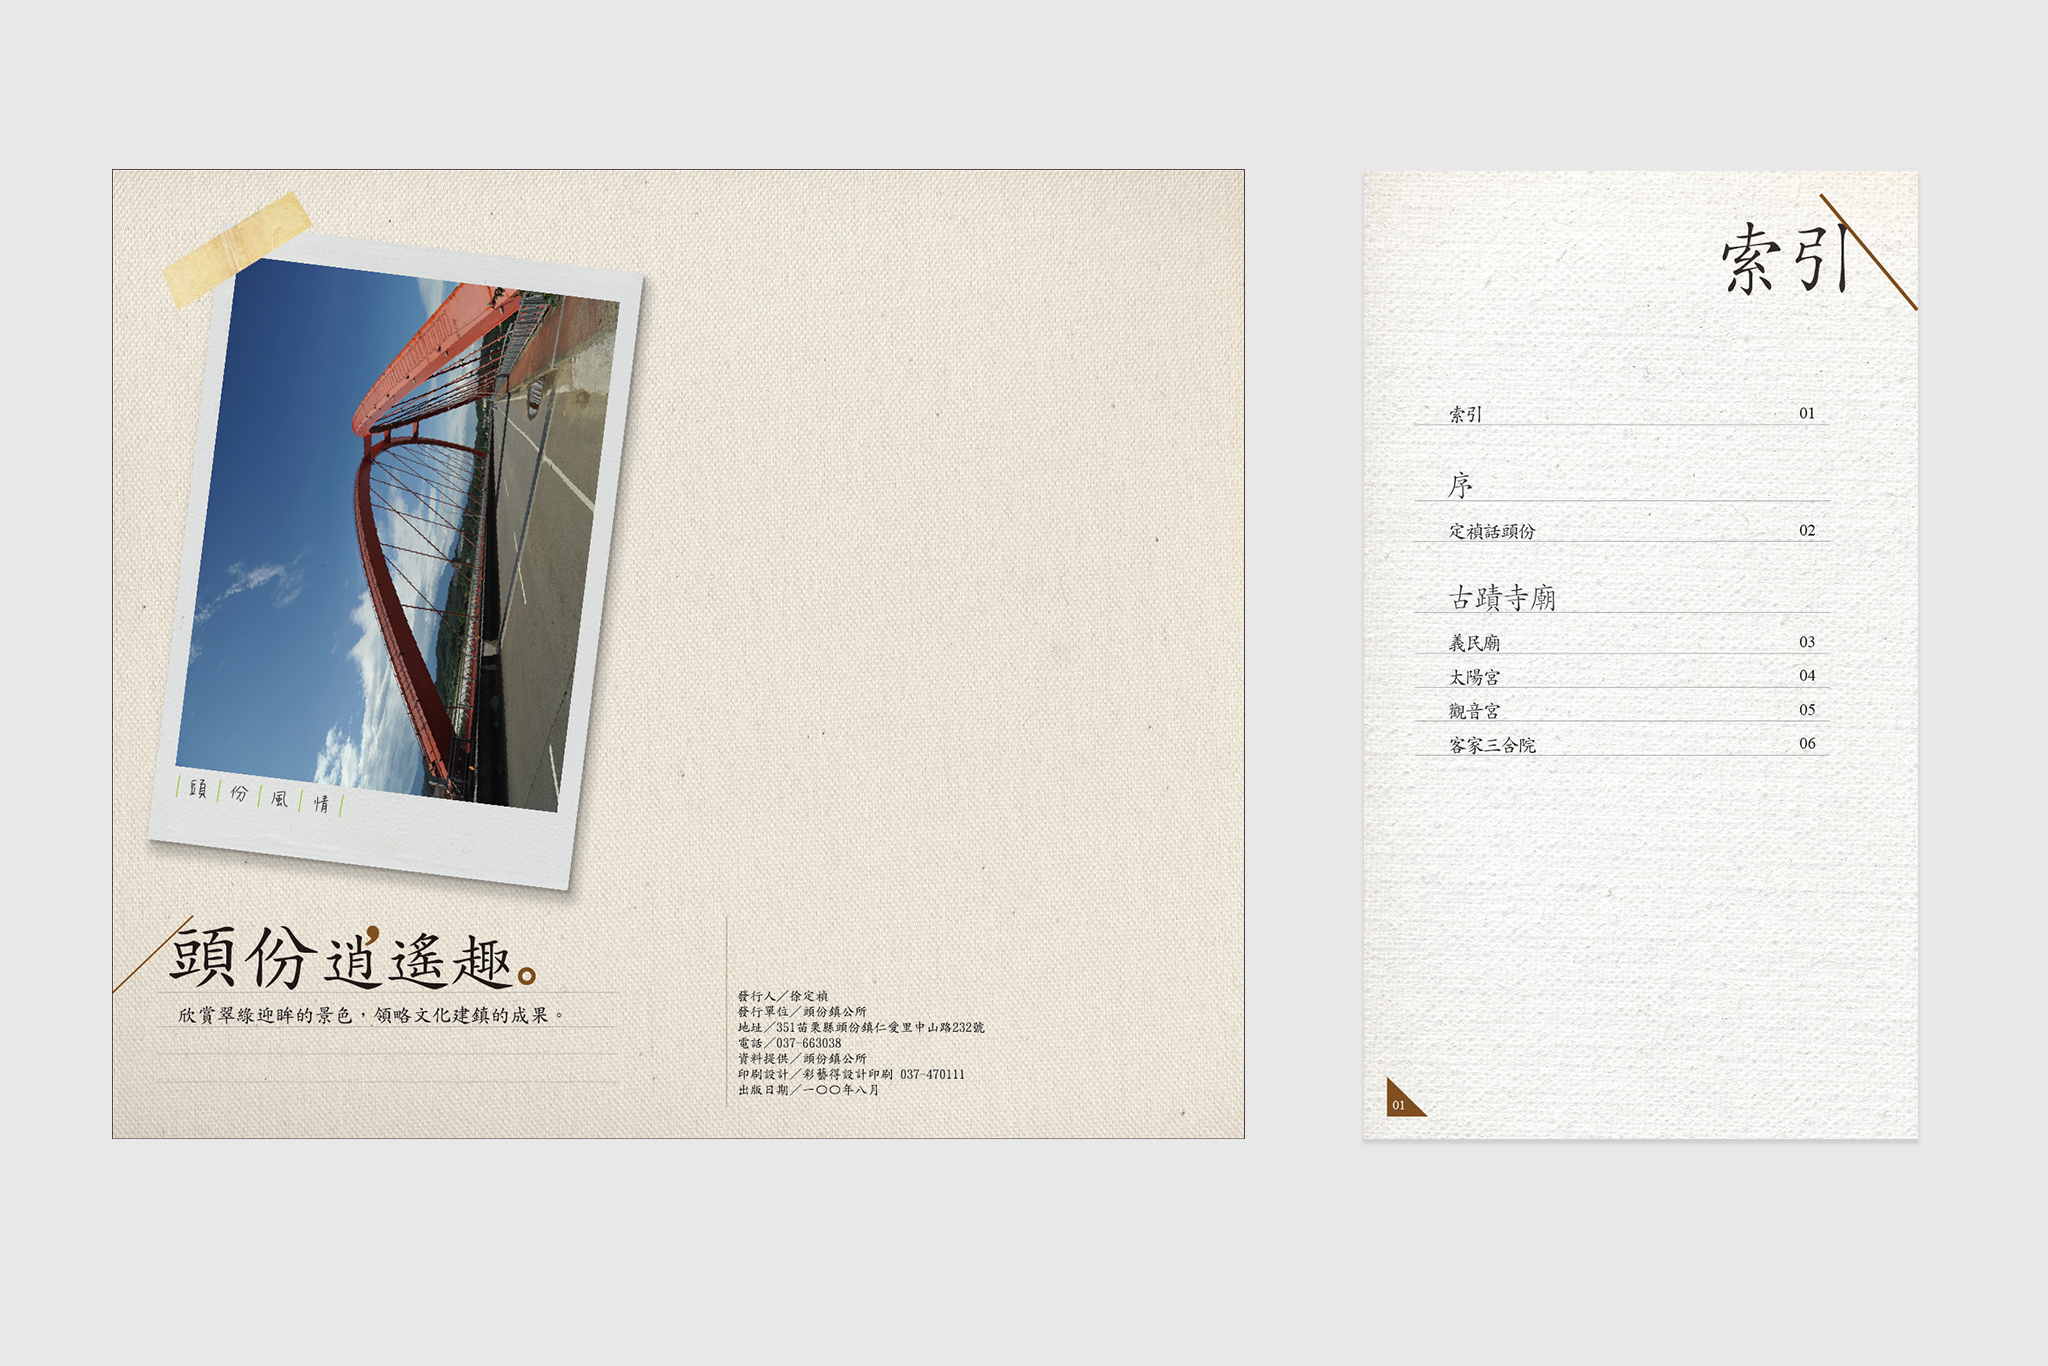 頭份風情
頭份逍遙趣。
欣賞翠綠迎眸的景色，領略文化建鎮的成果。
發行人／徐定禎
發行單位／頭份鎮公所
地址／351苗栗縣頭份鎮仁愛里中山路232號
電話／037-663038
資料提供／頭份鎮公所
印刷設計／彩藝得設計印刷 037-470111
出版日期／一〇〇年八月
索引
索引 01
序
定禎話頭份 02
古蹟寺廟
義民廟 03
太陽宮 04
觀音宮 05
客家三合院 06
01